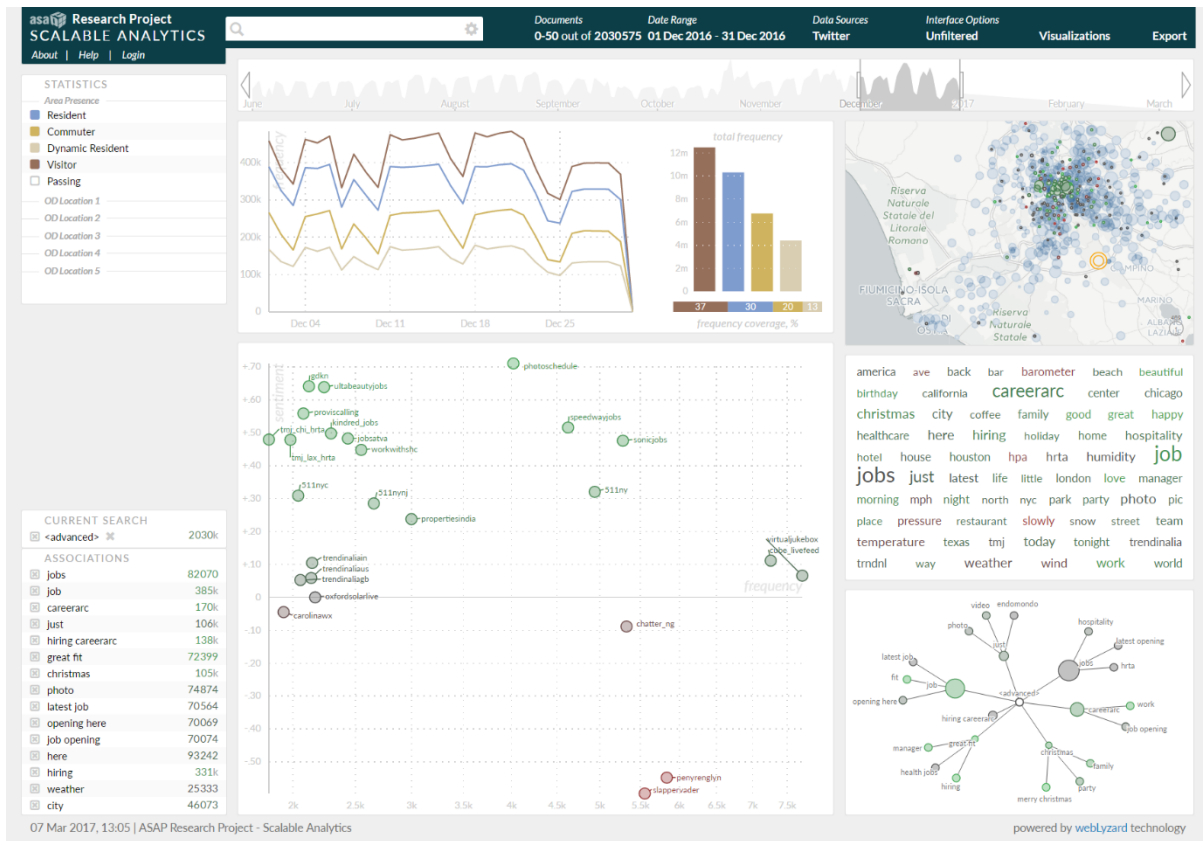 asap Research Project
SCALABLE ANALYTICS
About | Help | Login
Documents
0-50 out of 2030575
Date Range
01 Dec 2016 - 31 Dec 2016
Data Sources
Twitter
Interface Options
Unfiltered
Visualizations
Export
STATISTICS
Area Presence
Resident
Commuter
Dynamic Resident
Visitor
Passing
OD Location 1
OD Location 2
OD Location 3
OD Location 4
OD Location 5
June July August September October November December 2017 February March
frequency
400k
300k
200k
100k
0
Dec 04 Dec 11 Dec 18 Dec 25
total frequency
12m
10m
8m
6m
4m
2m
0
37 30 20 13
frequency coverage, %
Riserva
Naturale
Statale del
Litorale
Romano
FIUMICINO-ISOLA
SACRA
CIAMPINO
MARINO
Riserva
Naturale
Statale
sentiment
+.70
+.50
+.40
+.30
+.20
+.10
0
-.10
-.20
-.30
-.40
-.50
photoschedule
gdkn
ultabeautyjobs
proviscalling
kindred_jobs
tmj_chi_hrta
jobsatva
tmj_lax_hrta
workwithshc
speedwayjobs
sonicjobs
511nyc
511nynj
511ny
propertiesindia
virtualjukebox
cube_livefeed
trendinaliain
trendinaliaus
trendinaliagb
frequency
oxfordsolarlive
carolinawx
chatter_ng
penyrenglyn
slappervader
2k 2.5k 3k 3.5k 4k 4.5k 5k 5.5k 6k 6.5k 7k 7.5k
america ave back bar barometer beach beautiful
birthday california careerarc center chicago
christmas city coffee family good great happy
healthcare here hiring holiday home hospitality
hotel house houston hpa hrta humidity job
jobs just latest life little london love manager
morning mph night north nyc park party photo pic
place pressure restaurant slowly snow street team
temperature texas tmj today tonight trendinalia
trndnl way weather wind work world
CURRENT SEARCH
<advanced> 2030k
ASSOCIATIONS
jobs 82070
job 385k
careerarc 170k
just 106k
hiring careerarc 138k
great fit 72399
christmas 105k
photo 74874
latest job 70564
opening here 70069
job opening 70074
here 93242
hiring 331k
weather 25333
city 46073
video
endomondo
photo
hospitality
just
latest opening
latest job
jobs
hrta
fit
job
<advanced>
opening here
work
careerarc
hiring careerarc
job opening
manager
great fit
christmas
health jobs
family
hiring
party
merry christmas
07 Mar 2017, 13:05 | ASAP Research Project - Scalable Analytics
powered by webLyzard technology